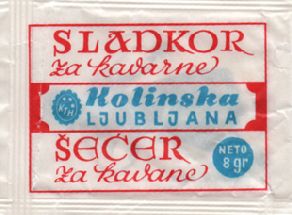 SLADKOR
za kavarne
Kolinska
LJUBLJANA
ŠEĆER
za kavane
NETO
8 gr